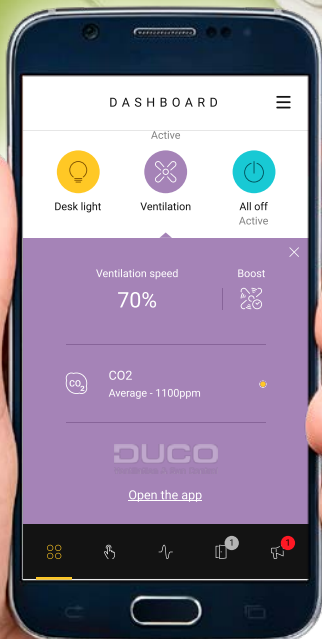 DASHBOARD
Active
Desk light
Ventilation
All off
Active
Ventilation speed
Boost
70%
CO2
CO2
Average - 1100ppm
DUCO
Open the app
1
1